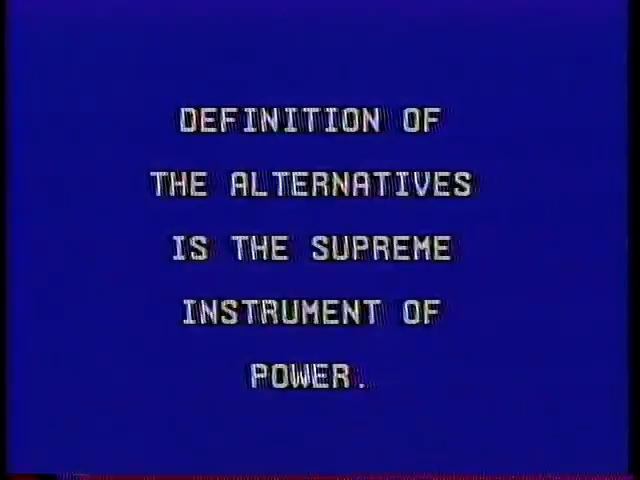 DEFINITION OF
THE ALTERNATIVES
IS THE SUPREME
INSTRUMENT OF
POWER.